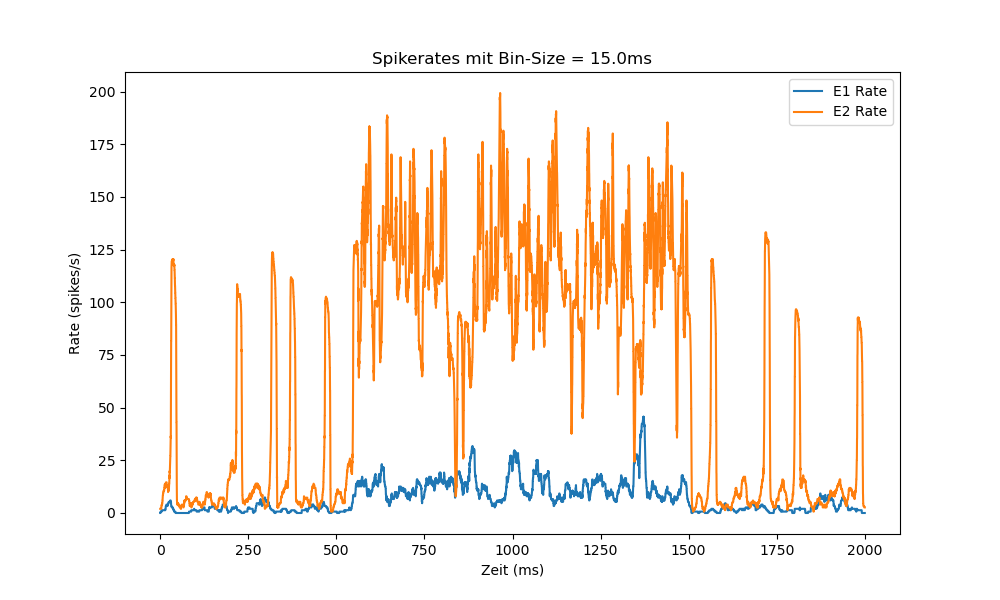 Spikerates mit Bin-Size = 15.0ms
E1 Rate
E2 Rate
Rate (spikes/s)
200
175
150
125
100
75
50
25
0
0 250 500 750 1000 1250 1500 1750 2000
Zeit (ms)